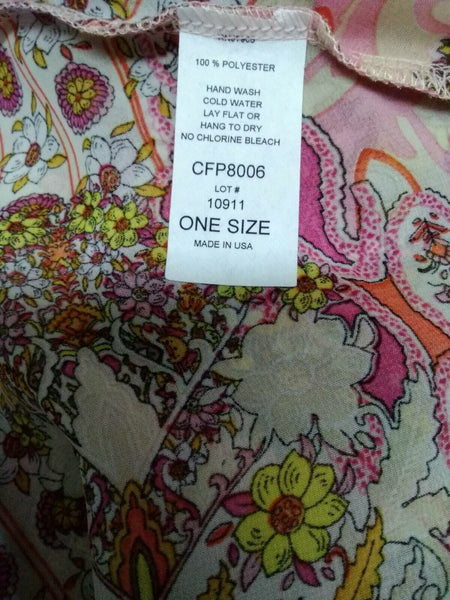 100 % POLYESTER
HAND WASH
COLD WATER
LAY FLAT OR
HANG TO DRY
NO CHLORINE BLEACH
CFP8006
LOT #
10911
ONE SIZE
MADE IN USA